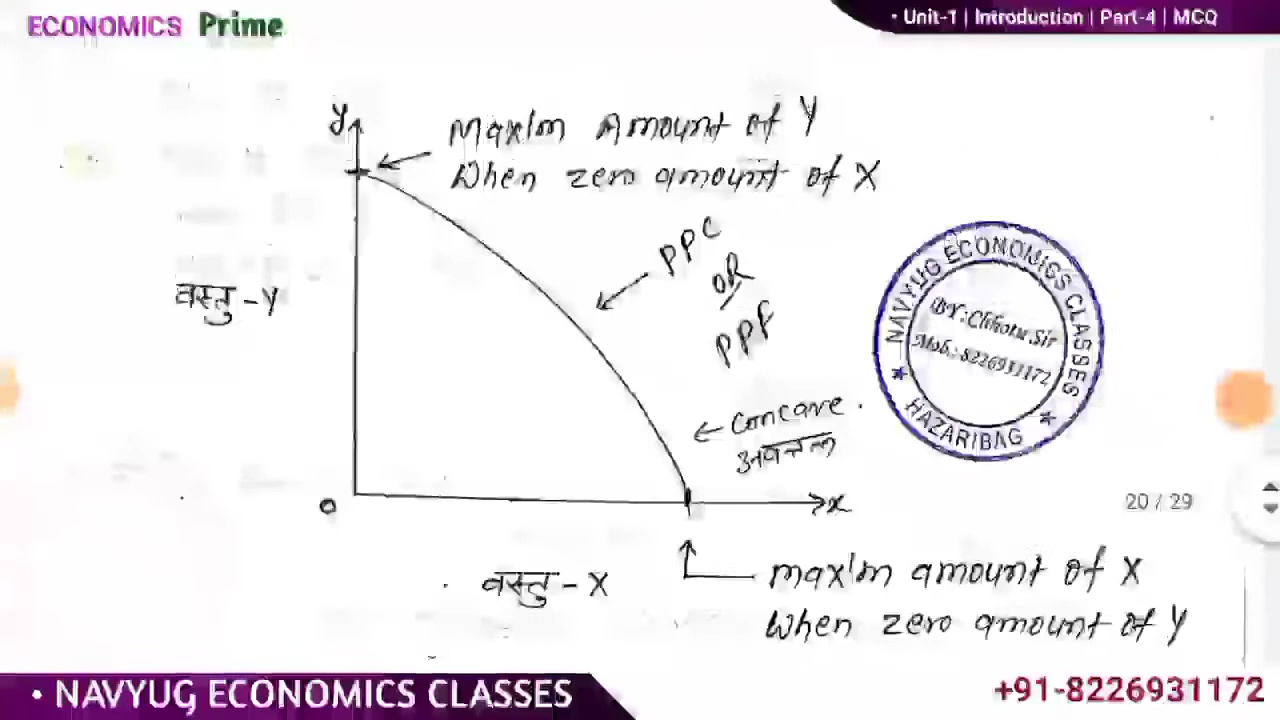 ECONOMICS Prime
• Unit-1 | Introduction | Part-4 | MCQ
y
Maxim Amount of Y
When zero amount of X
PPC
OR
PPF
वस्तु - Y
NAVYUG ECONOMICS CLASSES
BY:Chhotu Sir
Mob.:8226931172
* HAZARIBAG *
Concave.
अवनतल
o
x
20 / 29
वस्तु - X
maxim amount of X
When zero amount of Y
• NAVYUG ECONOMICS CLASSES
+91-8226931172